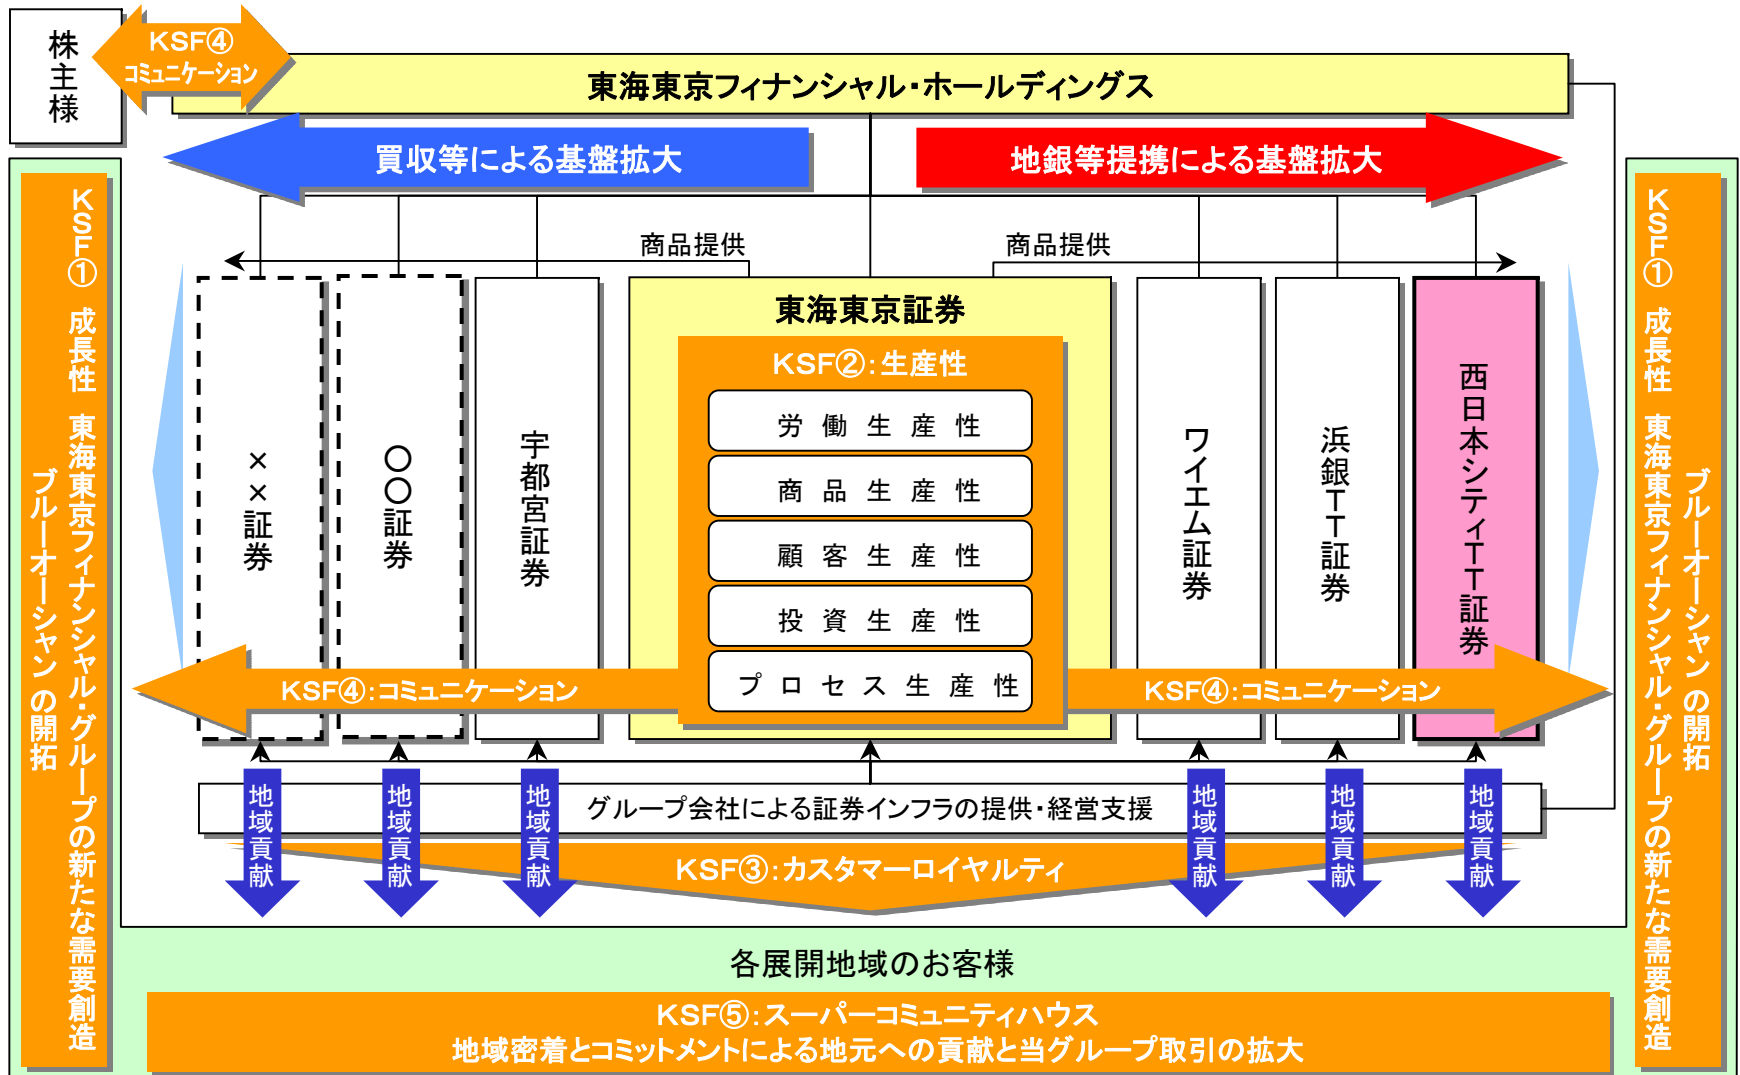 株主様
KSF④
コミュニケーション
東海東京フィナンシャル・ホールディングス
買収等による基盤拡大
地銀等提携による基盤拡大
KSF① 成長性 東海東京フィナンシャル・グループの新たな需要創造
ブルーオーシャンの開拓
商品提供
商品提供
××証券
〇〇証券
宇都宮証券
東海東京証券
KSF②：生産性
労働生産性
商品生産性
顧客生産性
投資生産性
プロセス生産性
ワイエム証券
浜銀TT証券
西日本シティTT証券
KSF④：コミュニケーション
KSF④：コミュニケーション
KSF① 成長性 東海東京フィナンシャル・グループの新たな需要創造
ブルーオーシャンの開拓
グループ会社による証券インフラの提供・経営支援
地域貢献
地域貢献
地域貢献
地域貢献
地域貢献
地域貢献
KSF③：カスタマーロイヤルティ
各展開地域のお客様
KSF⑤：スーパーコミュニティハウス
地域密着とコミットメントによる地元への貢献と当グループ取引の拡大